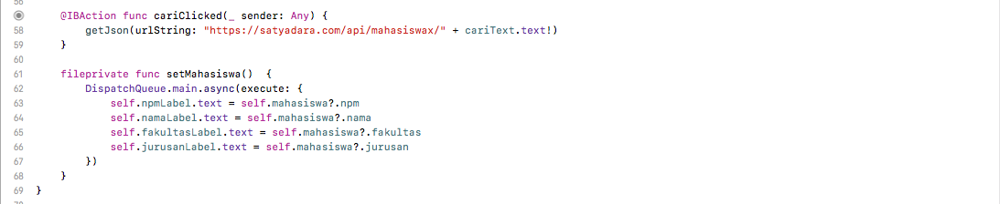 56
@IBAction func cariClicked(_ sender: Any) {
58 getJson(urlString: "https://satyadara.com/api/mahasiswax/" + cariText.text!)
59 }
60
61 fileprivate func setMahasiswa()  {
62 DispatchQueue.main.async(execute: {
63 self.npmLabel.text = self.mahasiswa?.npm
64 self.namaLabel.text = self.mahasiswa?.nama
65 self.fakultasLabel.text = self.mahasiswa?.fakultas
66 self.jurusanLabel.text = self.mahasiswa?.jurusan
67 })
68 }
69 }